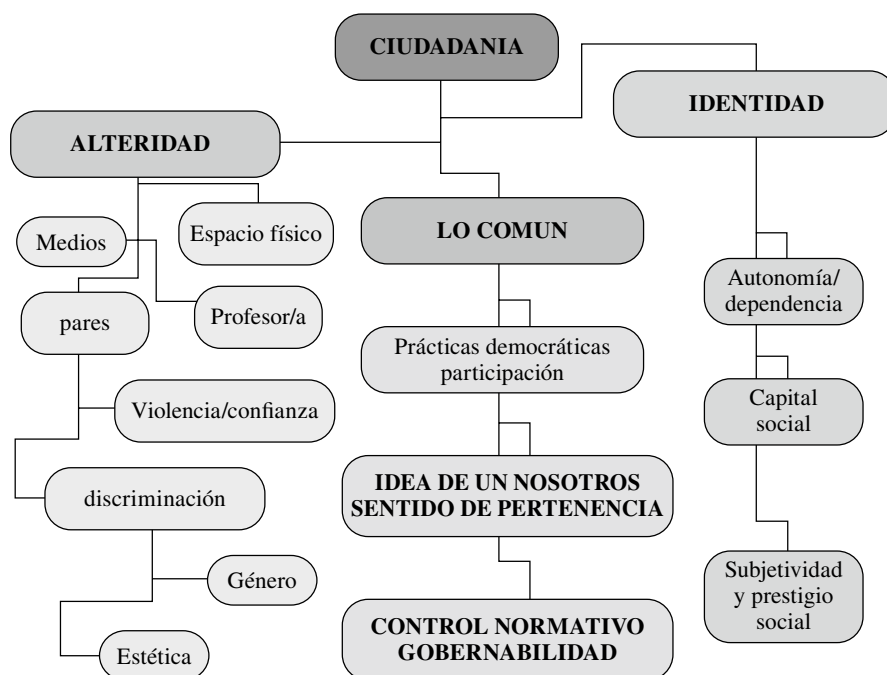 CIUDADANIA
IDENTIDAD
ALTERIDAD
LO COMUN
Medios
Espacio físico
pares
Profesor/a
Violencia/confianza
discriminación
Género
Estética
Prácticas democráticas
participación
IDEA DE UN NOSOTROS
SENTIDO DE PERTENENCIA
CONTROL NORMATIVO
GOBERNABILIDAD
Autonomía/
dependencia
Capital
social
Subjetividad
y prestigio
social